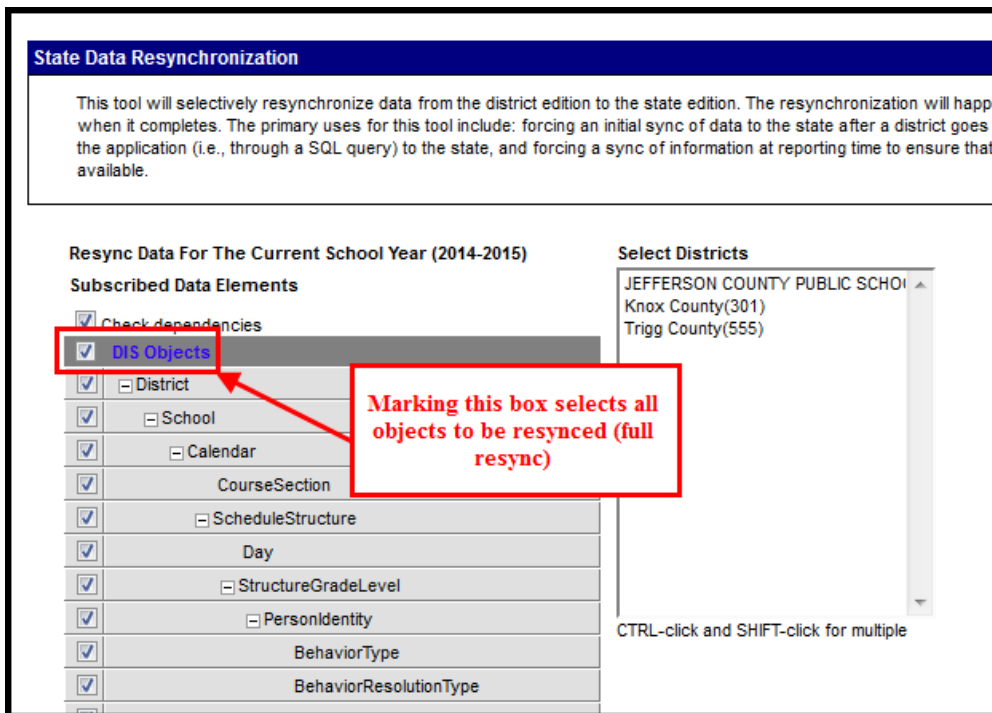 State Data Resynchronization
This tool will selectively resynchronize data from the district edition to the state edition. The resynchronization will happ
when it completes. The primary uses for this tool include: forcing an initial sync of data to the state after a district goes
the application (i.e., through a SQL query) to the state, and forcing a sync of information at reporting time to ensure that
available.
Resync Data For The Current School Year (2014-2015)
Subscribed Data Elements
Check dependencies
DIS Objects
District
School
Calendar
CourseSection
ScheduleStructure
Day
StructureGradeLevel
PersonIdentity
BehaviorType
BehaviorResolutionType
Marking this box selects all
objects to be resynced (full
resync)
Select Districts
JEFFERSON COUNTY PUBLIC SCHO
Knox County(301)
Trigg County(555)
CTRL-click and SHIFT-click for multiple